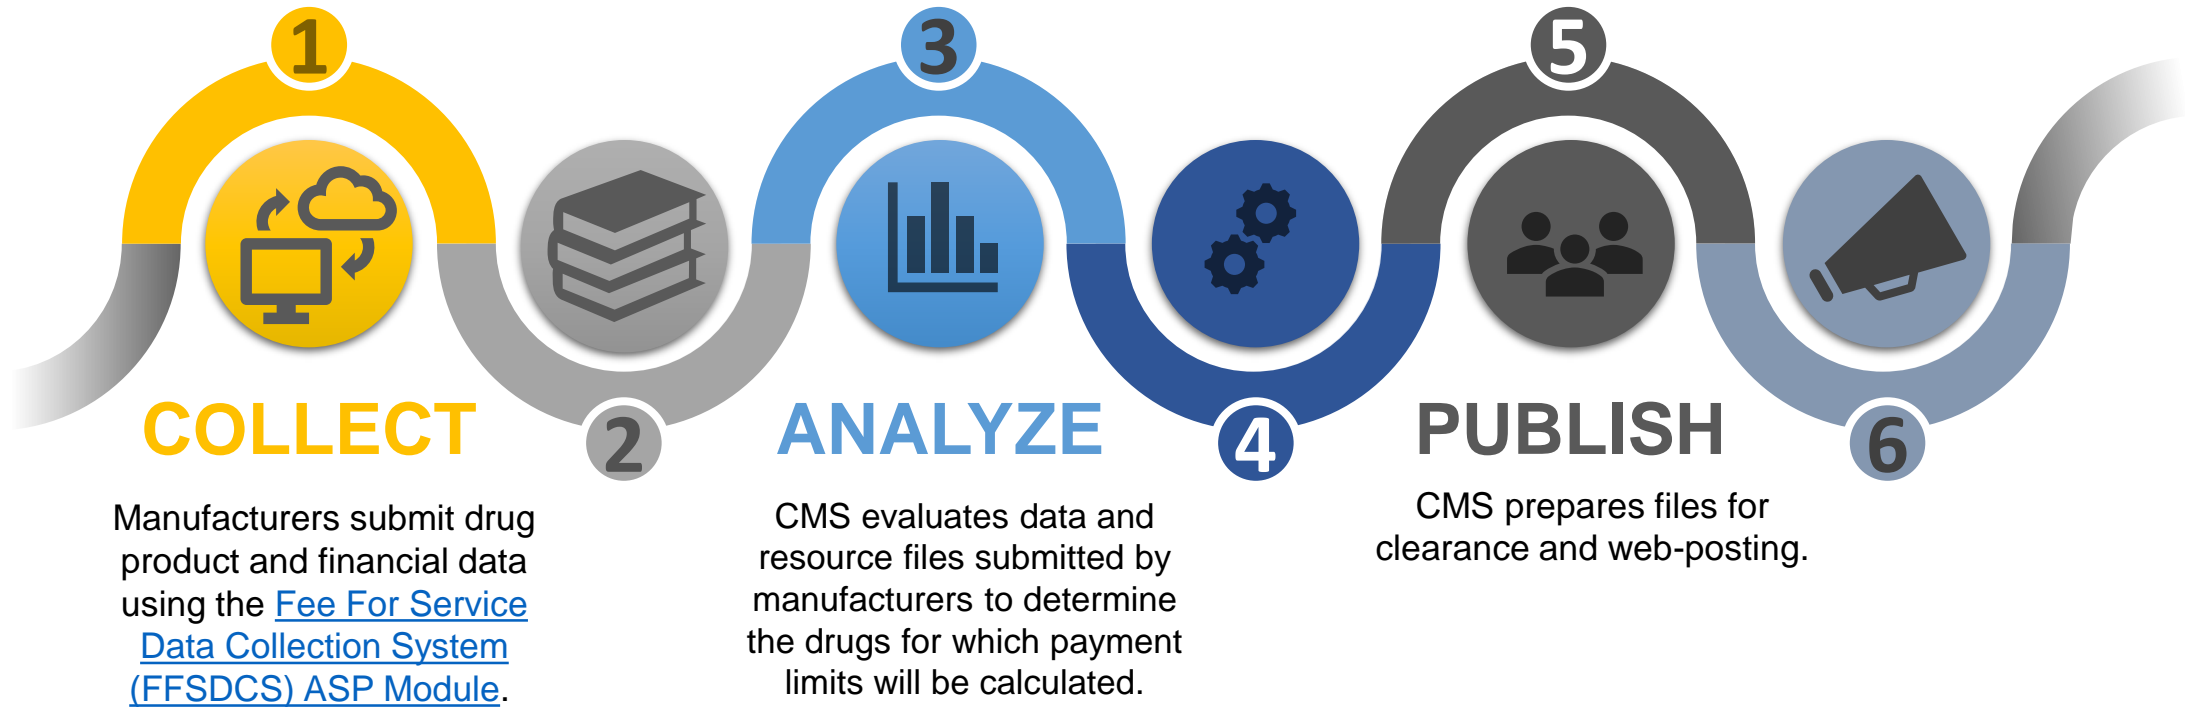 1
3
5
COLLECT
2
ANALYZE
4
PUBLISH
6
Manufacturers submit drug
product and financial data
using the Fee For Service
Data Collection System
(FFSDCS) ASP Module.
CMS evaluates data and
resource files submitted by
manufacturers to determine
the drugs for which payment
limits will be calculated.
CMS prepares files for
clearance and web-posting.